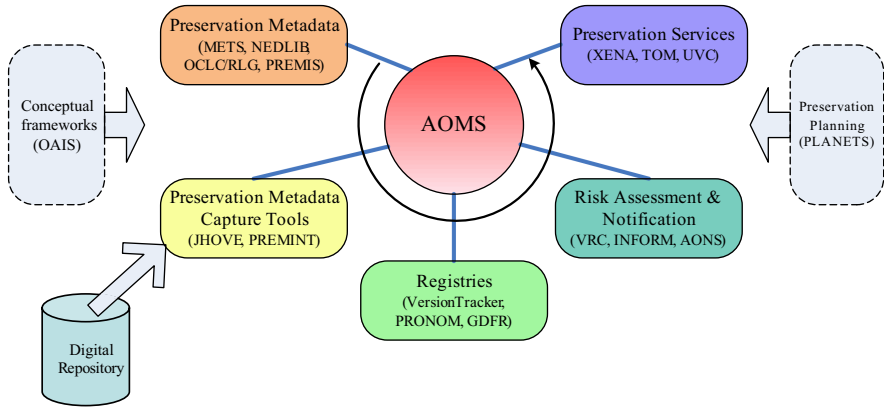 Preservation Metadata
(METS, NEDLIB,
OCLC/RLG, PREMIS)
Preservation Services
(XENA, TOM, UVC)
Conceptual
frameworks
(OAIS)
AOMS
Preservation
Planning
(PLANETS)
Preservation Metadata
Capture Tools
(JHOVE, PREMINT)
Risk Assessment &
Notification
(VRC, INFORM, AONS)
Registries
(VersionTracker,
PRONOM, GDFR)
Digital
Repository